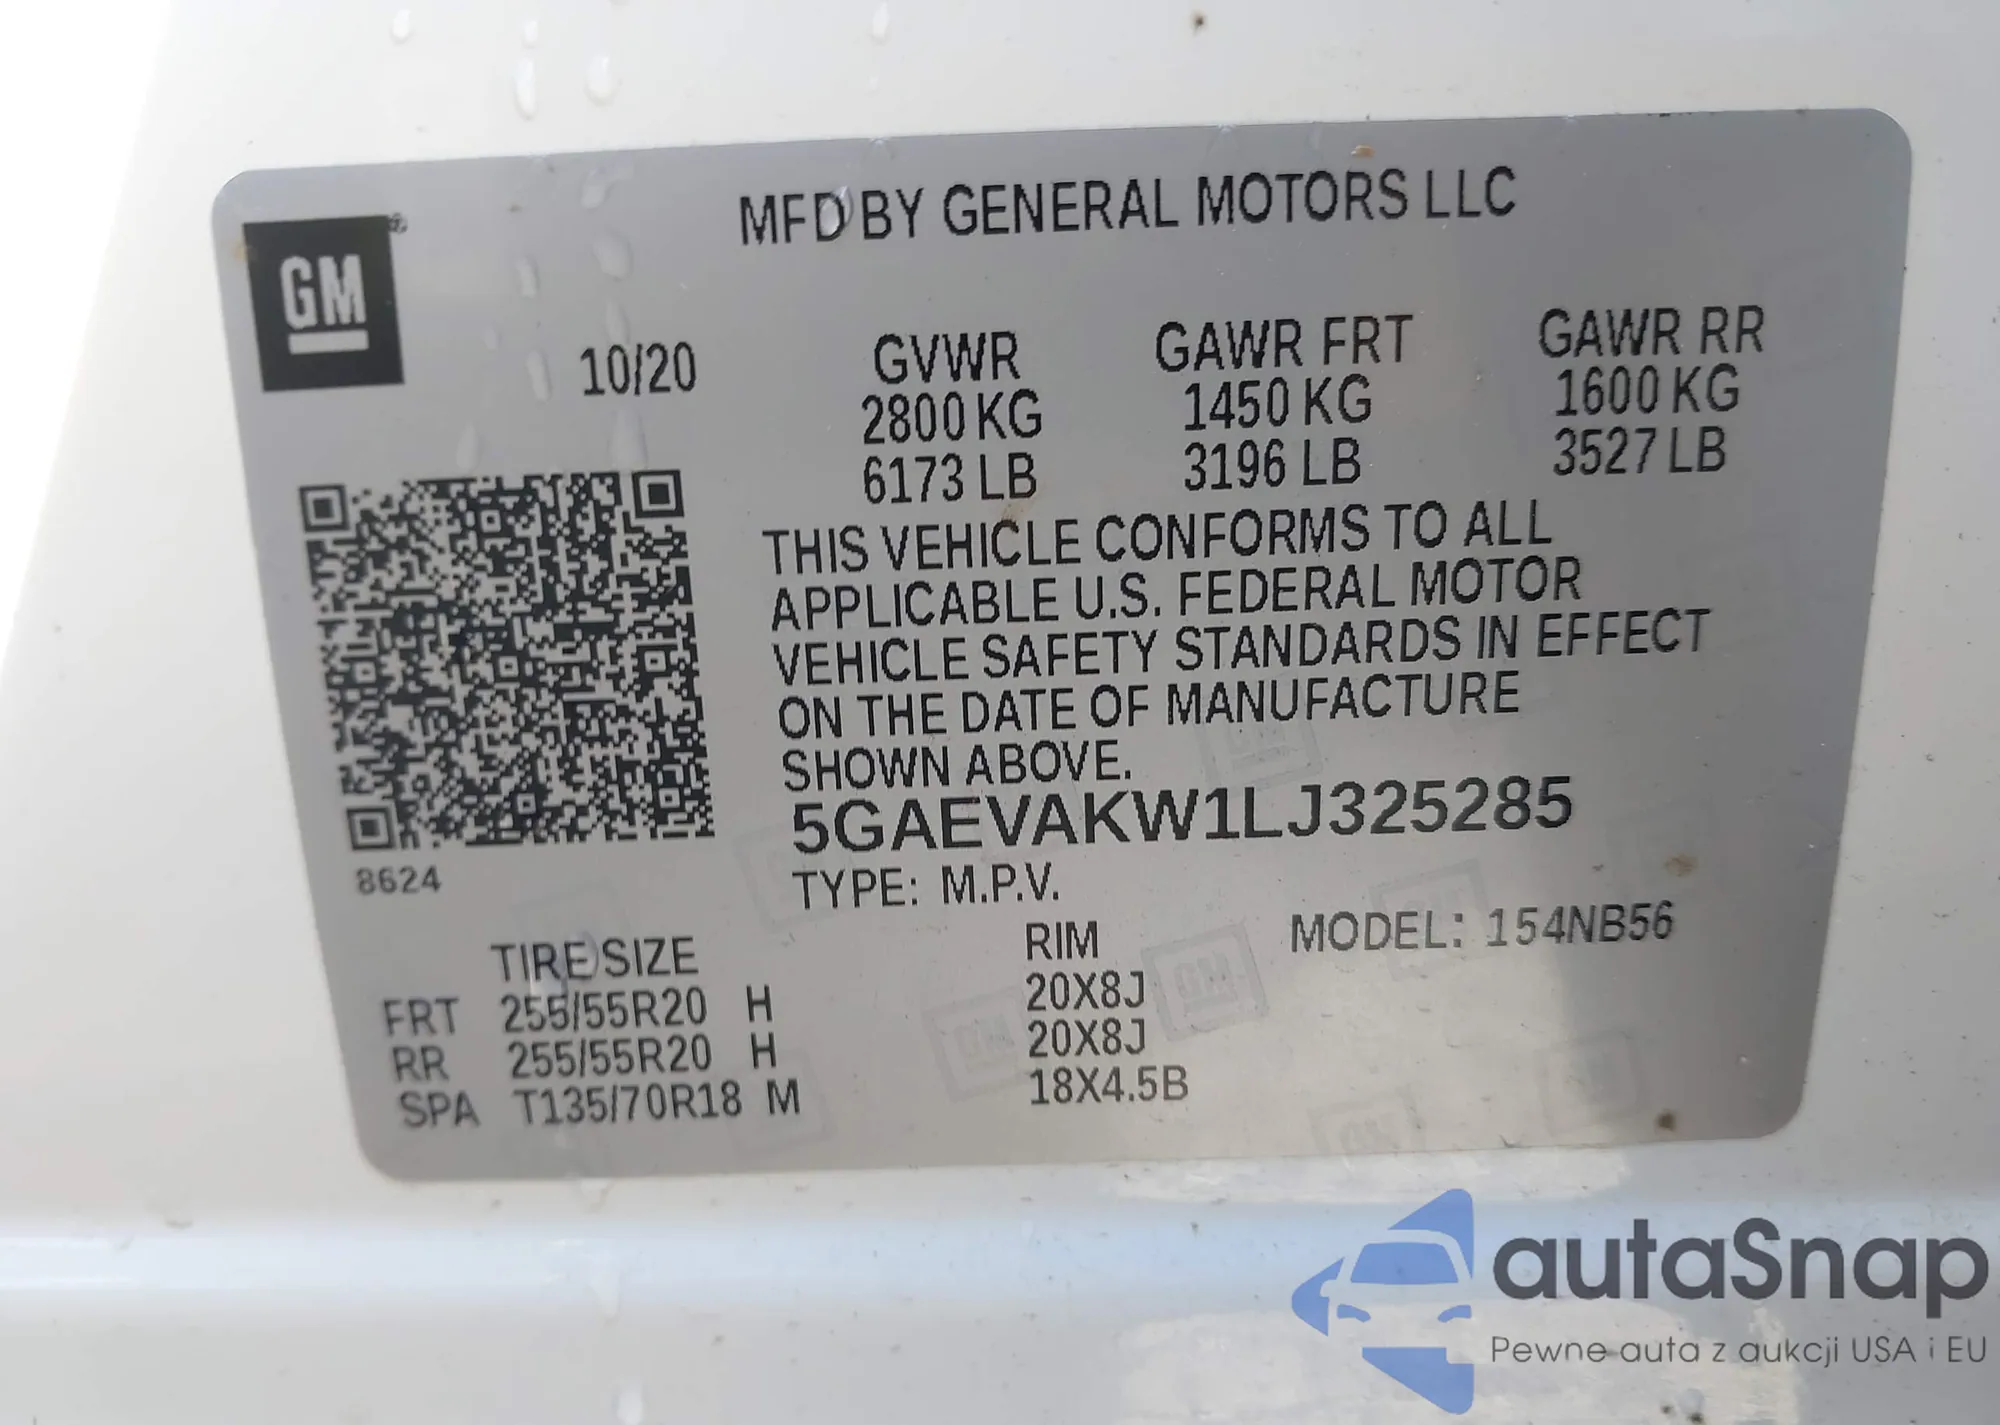 MFD BY GENERAL MOTORS LLC
GM
®
10/20
GVWR GAWR FRT GAWR RR
2800 KG 1450 KG 1600 KG
6173 LB 3196 LB 3527 LB
THIS VEHICLE CONFORMS TO ALL
APPLICABLE U.S. FEDERAL MOTOR
VEHICLE SAFETY STANDARDS IN EFFECT
ON THE DATE OF MANUFACTURE
SHOWN ABOVE.
5GAEVAKW1LJ325285
8624
TYPE: M.P.V.
TIRE SIZE RIM MODEL: 154NB56
FRT 255/55R20 H 20X8J
RR 255/55R20 H 20X8J
SPA T135/70R18 M 18X4.5B
autaSnap
Pewne auta z aukcji USA i EU